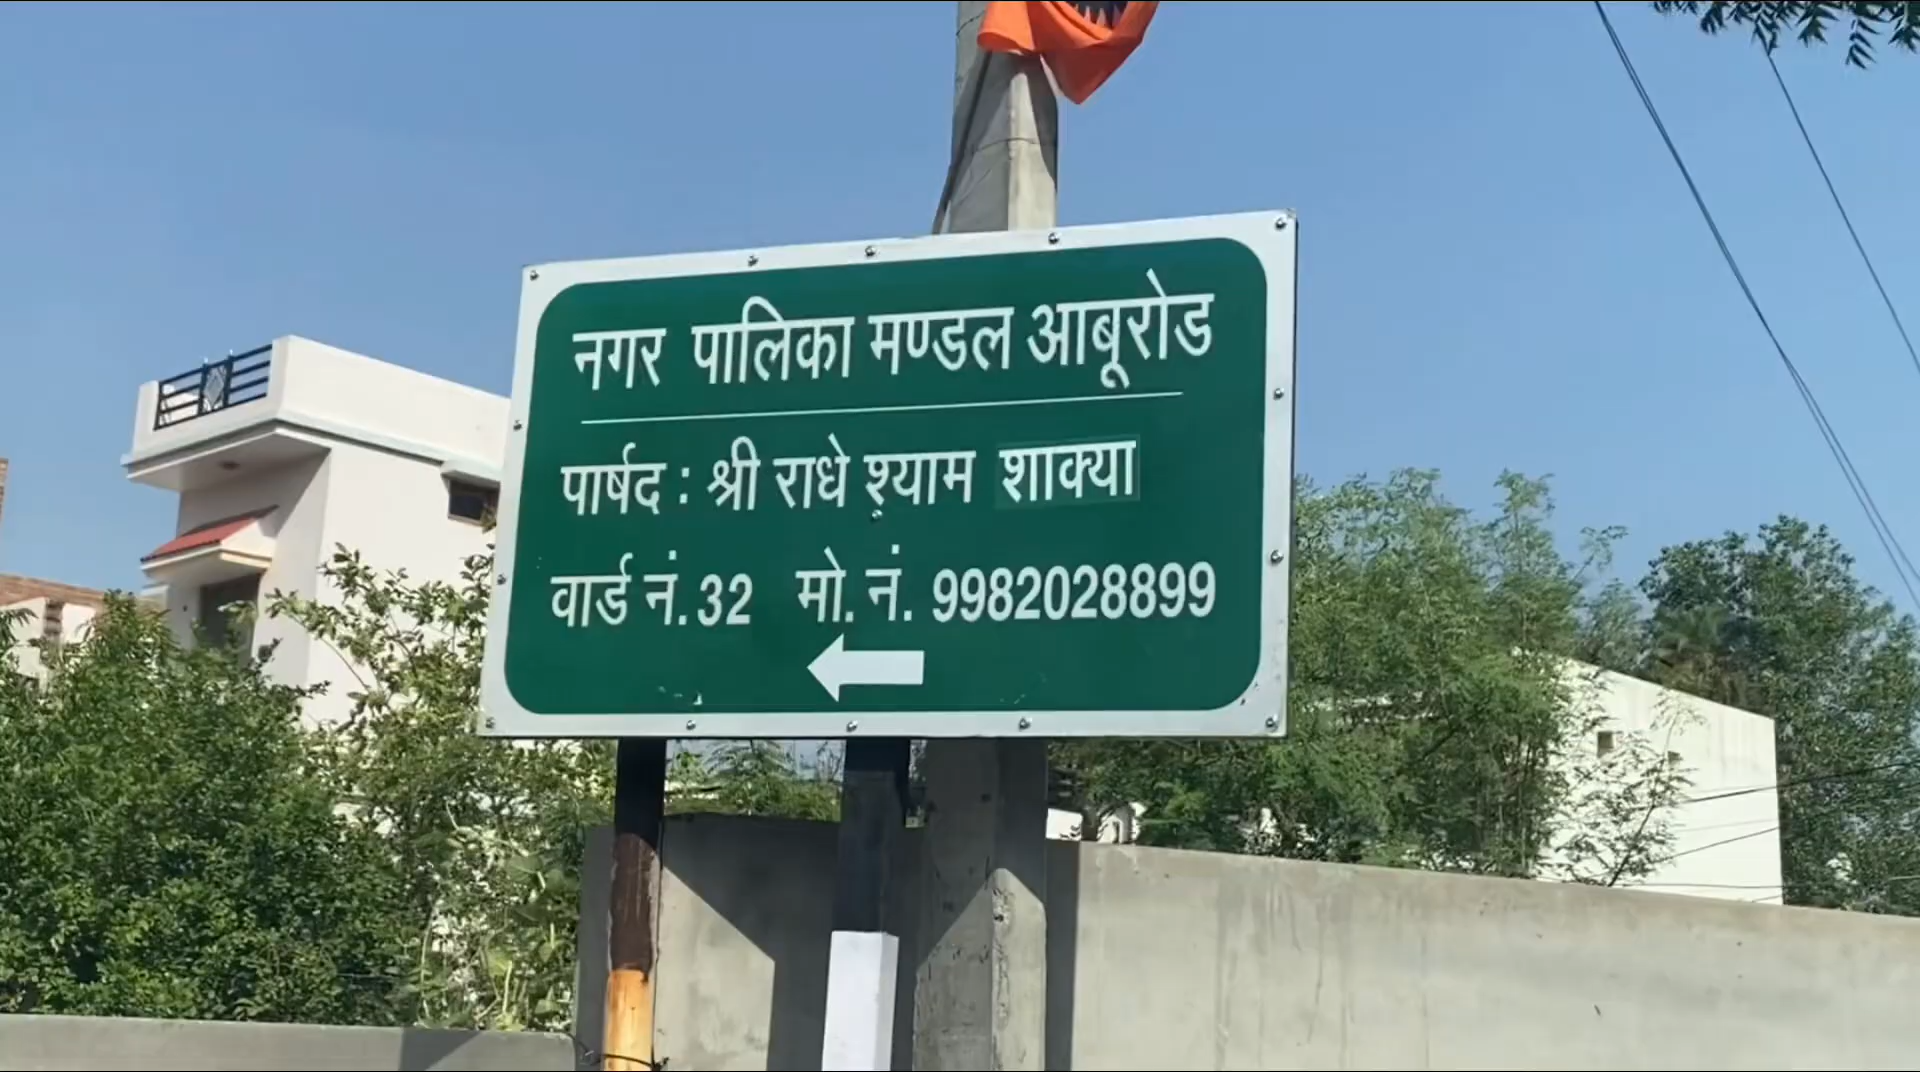 नगर पालिका मण्डल आबूरोड
पार्षद : श्री राधे श्याम शाक्या
वार्ड नं. 32 मो. नं. 9982028899